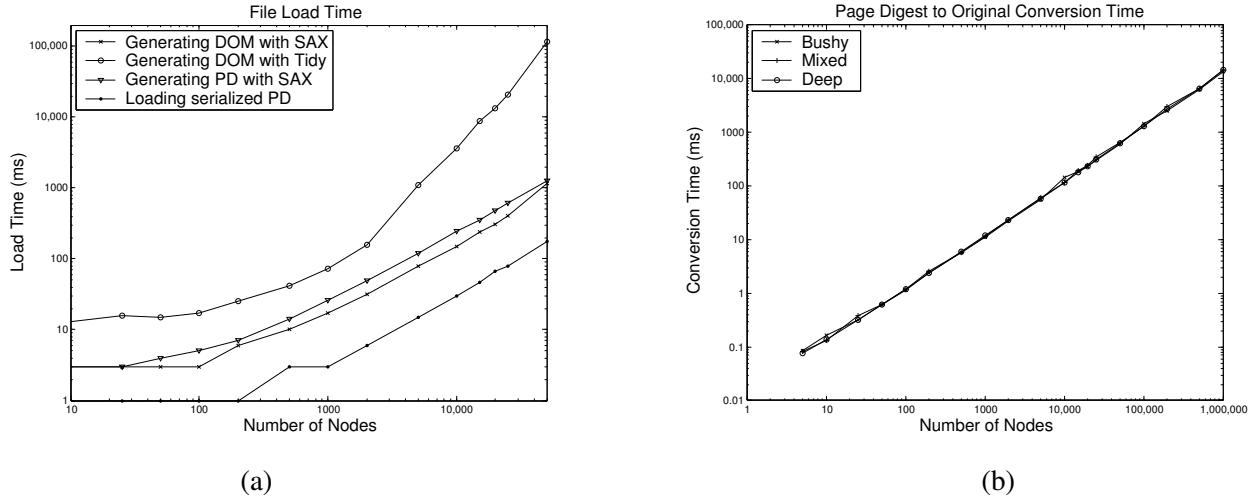 File Load Time
Generating DOM with SAX
Generating DOM with Tidy
Generating PD with SAX
Loading serialized PD
100,000
10,000
1000
100
10
1
Load Time (ms)
10
100
1000
10,000
Number of Nodes
(a)
Page Digest to Original Conversion Time
Bushy
Mixed
Deep
100,000
10,000
1000
100
10
1
0.1
0.01
Conversion Time (ms)
1
10
100
1000
10,000
100,000
1,000,000
Number of Nodes
(b)